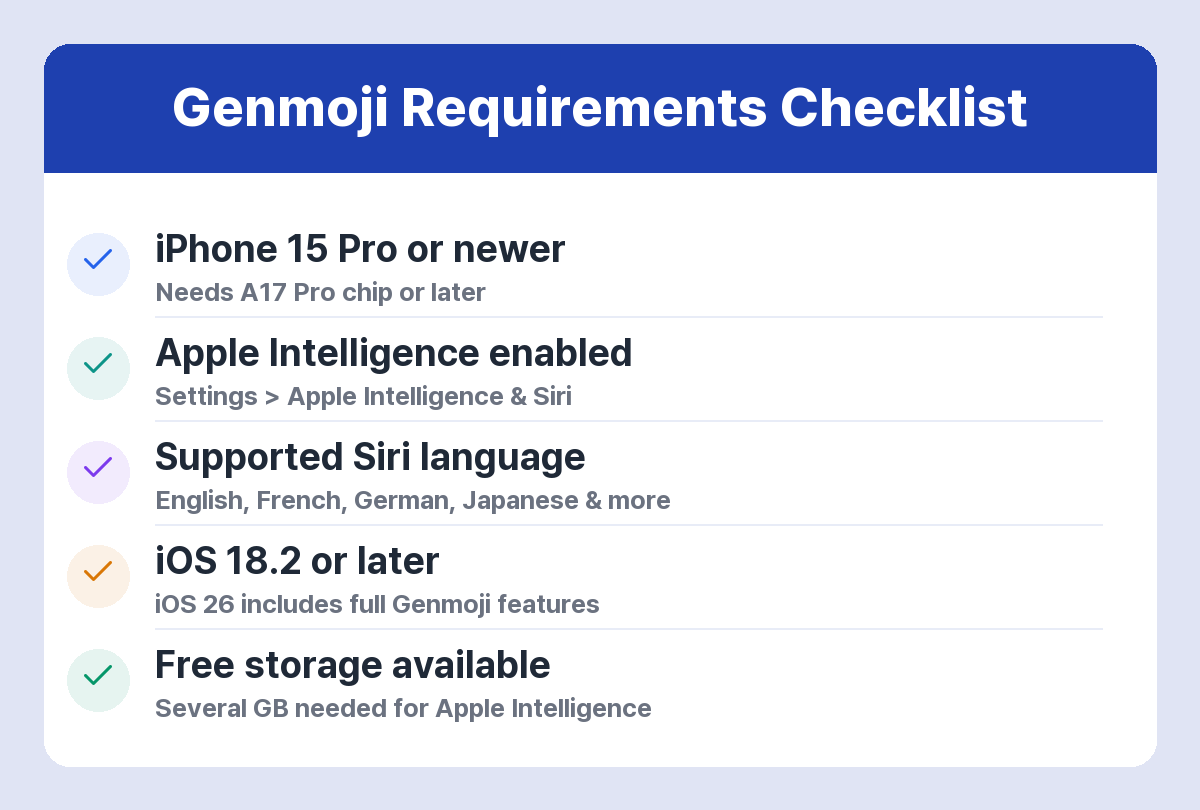 Genmoji Requirements Checklist
iPhone 15 Pro or newer
Needs A17 Pro chip or later
Apple Intelligence enabled
Settings > Apple Intelligence & Siri
Supported Siri language
English, French, German, Japanese & more
iOS 18.2 or later
iOS 26 includes full Genmoji features
Free storage available
Several GB needed for Apple Intelligence